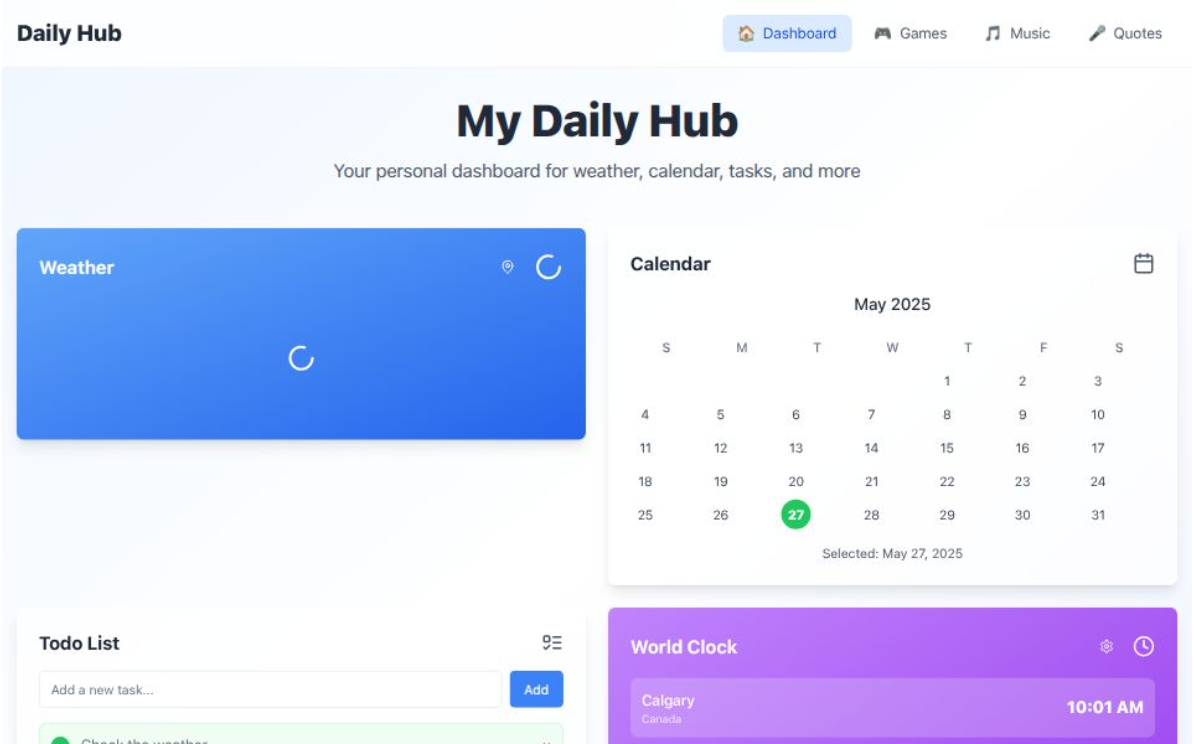 Daily Hub
Dashboard
Games
Music
Quotes
My Daily Hub
Your personal dashboard for weather, calendar, tasks, and more
Weather
Calendar
May 2025
S M T W T F S
1 2 3
4 5 6 7 8 9 10
11 12 13 14 15 16 17
18 19 20 21 22 23 24
25 26 27 28 29 30 31
Selected: May 27, 2025
Todo List
Add a new task...
Add
Check the weather
World Clock
Calgary
Canada
10:01 AM